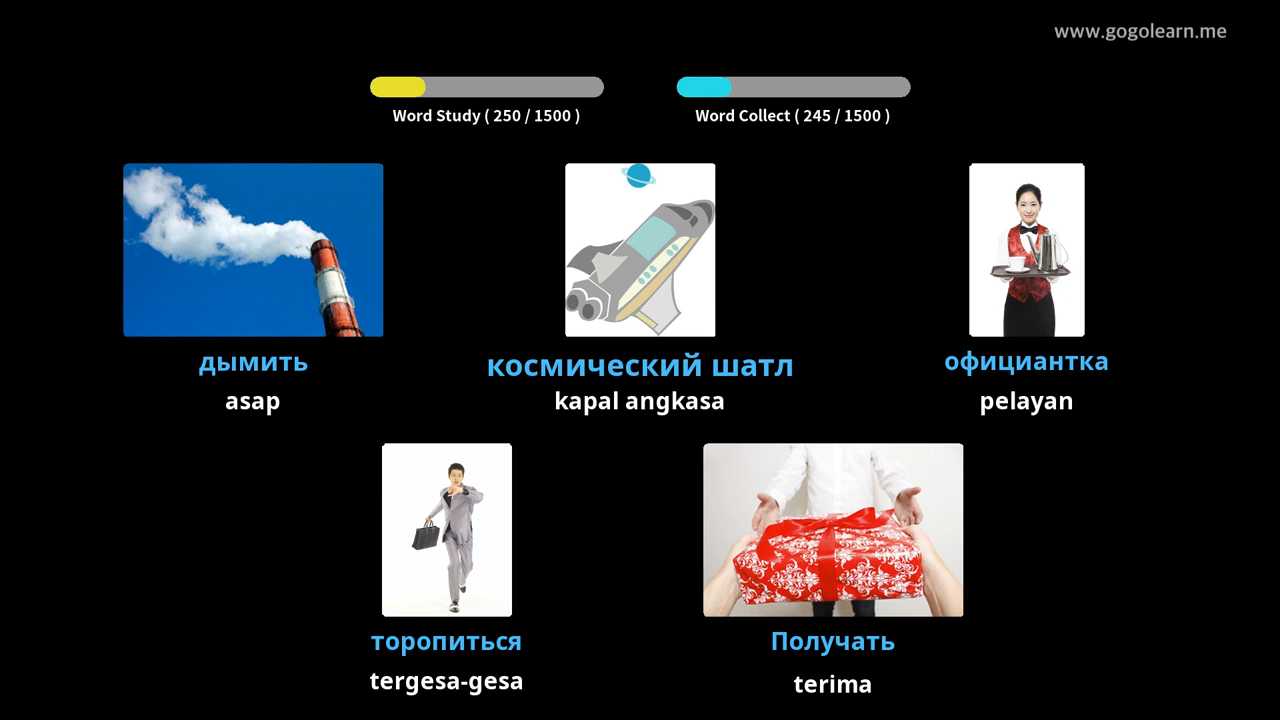 www.gogolearn.me
Word Study ( 250 / 1500 )
Word Collect ( 245 / 1500 )
дымить
asap
космический шатл
kapal angkasa
официантка
pelayan
торопиться
tergesa-gesa
Получать
terima